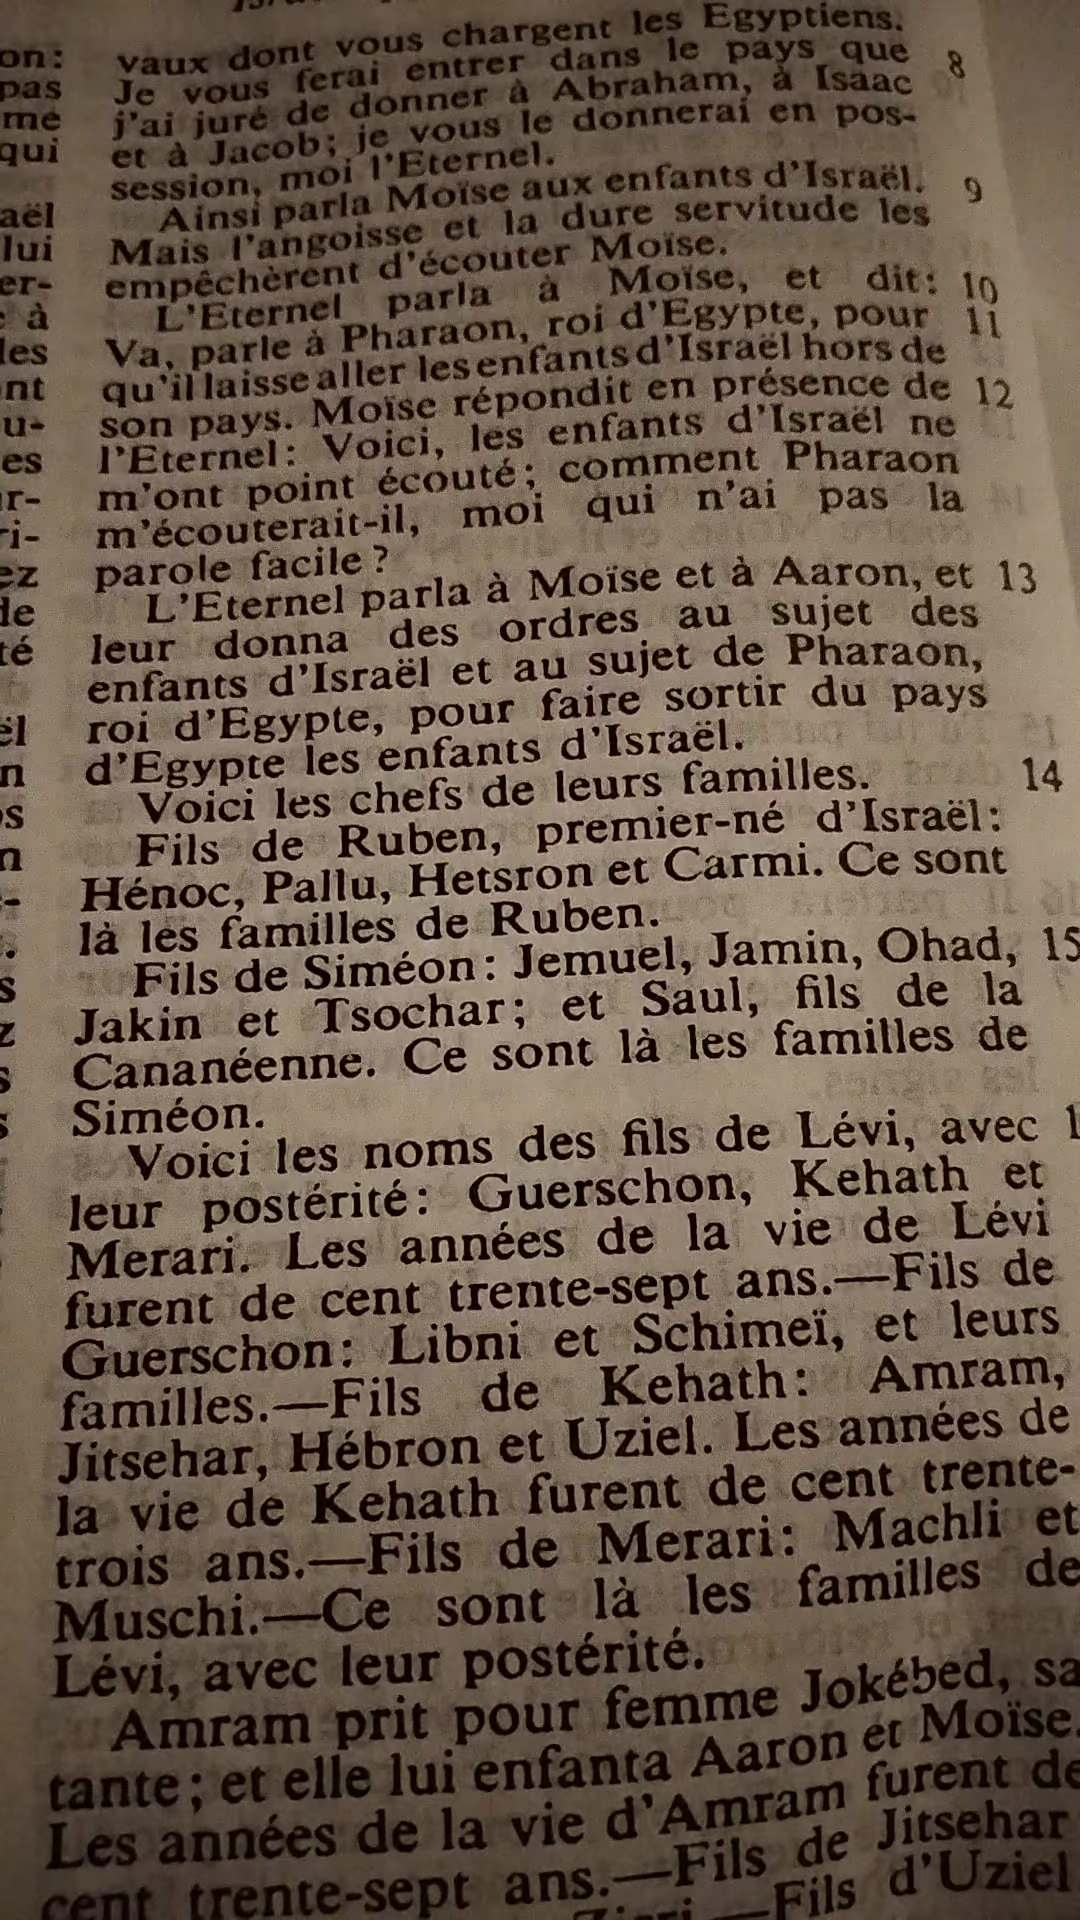 vaux dont vous chargent les Egyptiens.
Je vous ferai entrer dans le pays que 8
j'ai juré de donner à Abraham, à Isaac
et à Jacob; je vous le donnerai en pos-
session, moi l'Eternel.
Ainsi parla Moïse aux enfants d'Israël. 9
Mais l'angoisse et la dure servitude les
empêchèrent d'écouter Moïse.
L'Eternel parla à Moïse, et dit: 10
Va, parle à Pharaon, roi d'Egypte, pour 11
qu'il laisse aller les enfants d'Israël hors de
son pays. Moïse répondit en présence de 12
l'Eternel: Voici, les enfants d'Israël ne
m'ont point écouté; comment Pharaon
m'écouterait-il, moi qui n'ai pas la
parole facile?
L'Eternel parla à Moïse et à Aaron, et 13
leur donna des ordres au sujet des
enfants d'Israël et au sujet de Pharaon,
roi d'Egypte, pour faire sortir du pays
d'Egypte les enfants d'Israël.
Voici les chefs de leurs familles. 14
Fils de Ruben, premier-né d'Israël:
Hénoc, Pallu, Hetsron et Carmi. Ce sont
là les familles de Ruben.
Fils de Siméon: Jemuel, Jamin, Ohad, 15
Jakin et Tsochar; et Saul, fils de la
Cananéenne. Ce sont là les familles de
Siméon.
Voici les noms des fils de Lévi, avec 1
leur postérité: Guerschon, Kehath et
Merari. Les années de la vie de Lévi
furent de cent trente-sept ans.—Fils de
Guerschon: Libni et Schimeï, et leurs
familles.—Fils de Kehath: Amram,
Jitsehar, Hébron et Uziel. Les années de
la vie de Kehath furent de cent trente-
trois ans.—Fils de Merari: Machli et
Muschi.—Ce sont là les familles de
Lévi, avec leur postérité.
Amram prit pour femme Jokébed, sa
tante; et elle lui enfanta Aaron et Moïse.
Les années de la vie d'Amram furent de
cent trente-sept ans.—Fils de Jitsehar
—Fils d'Uziel